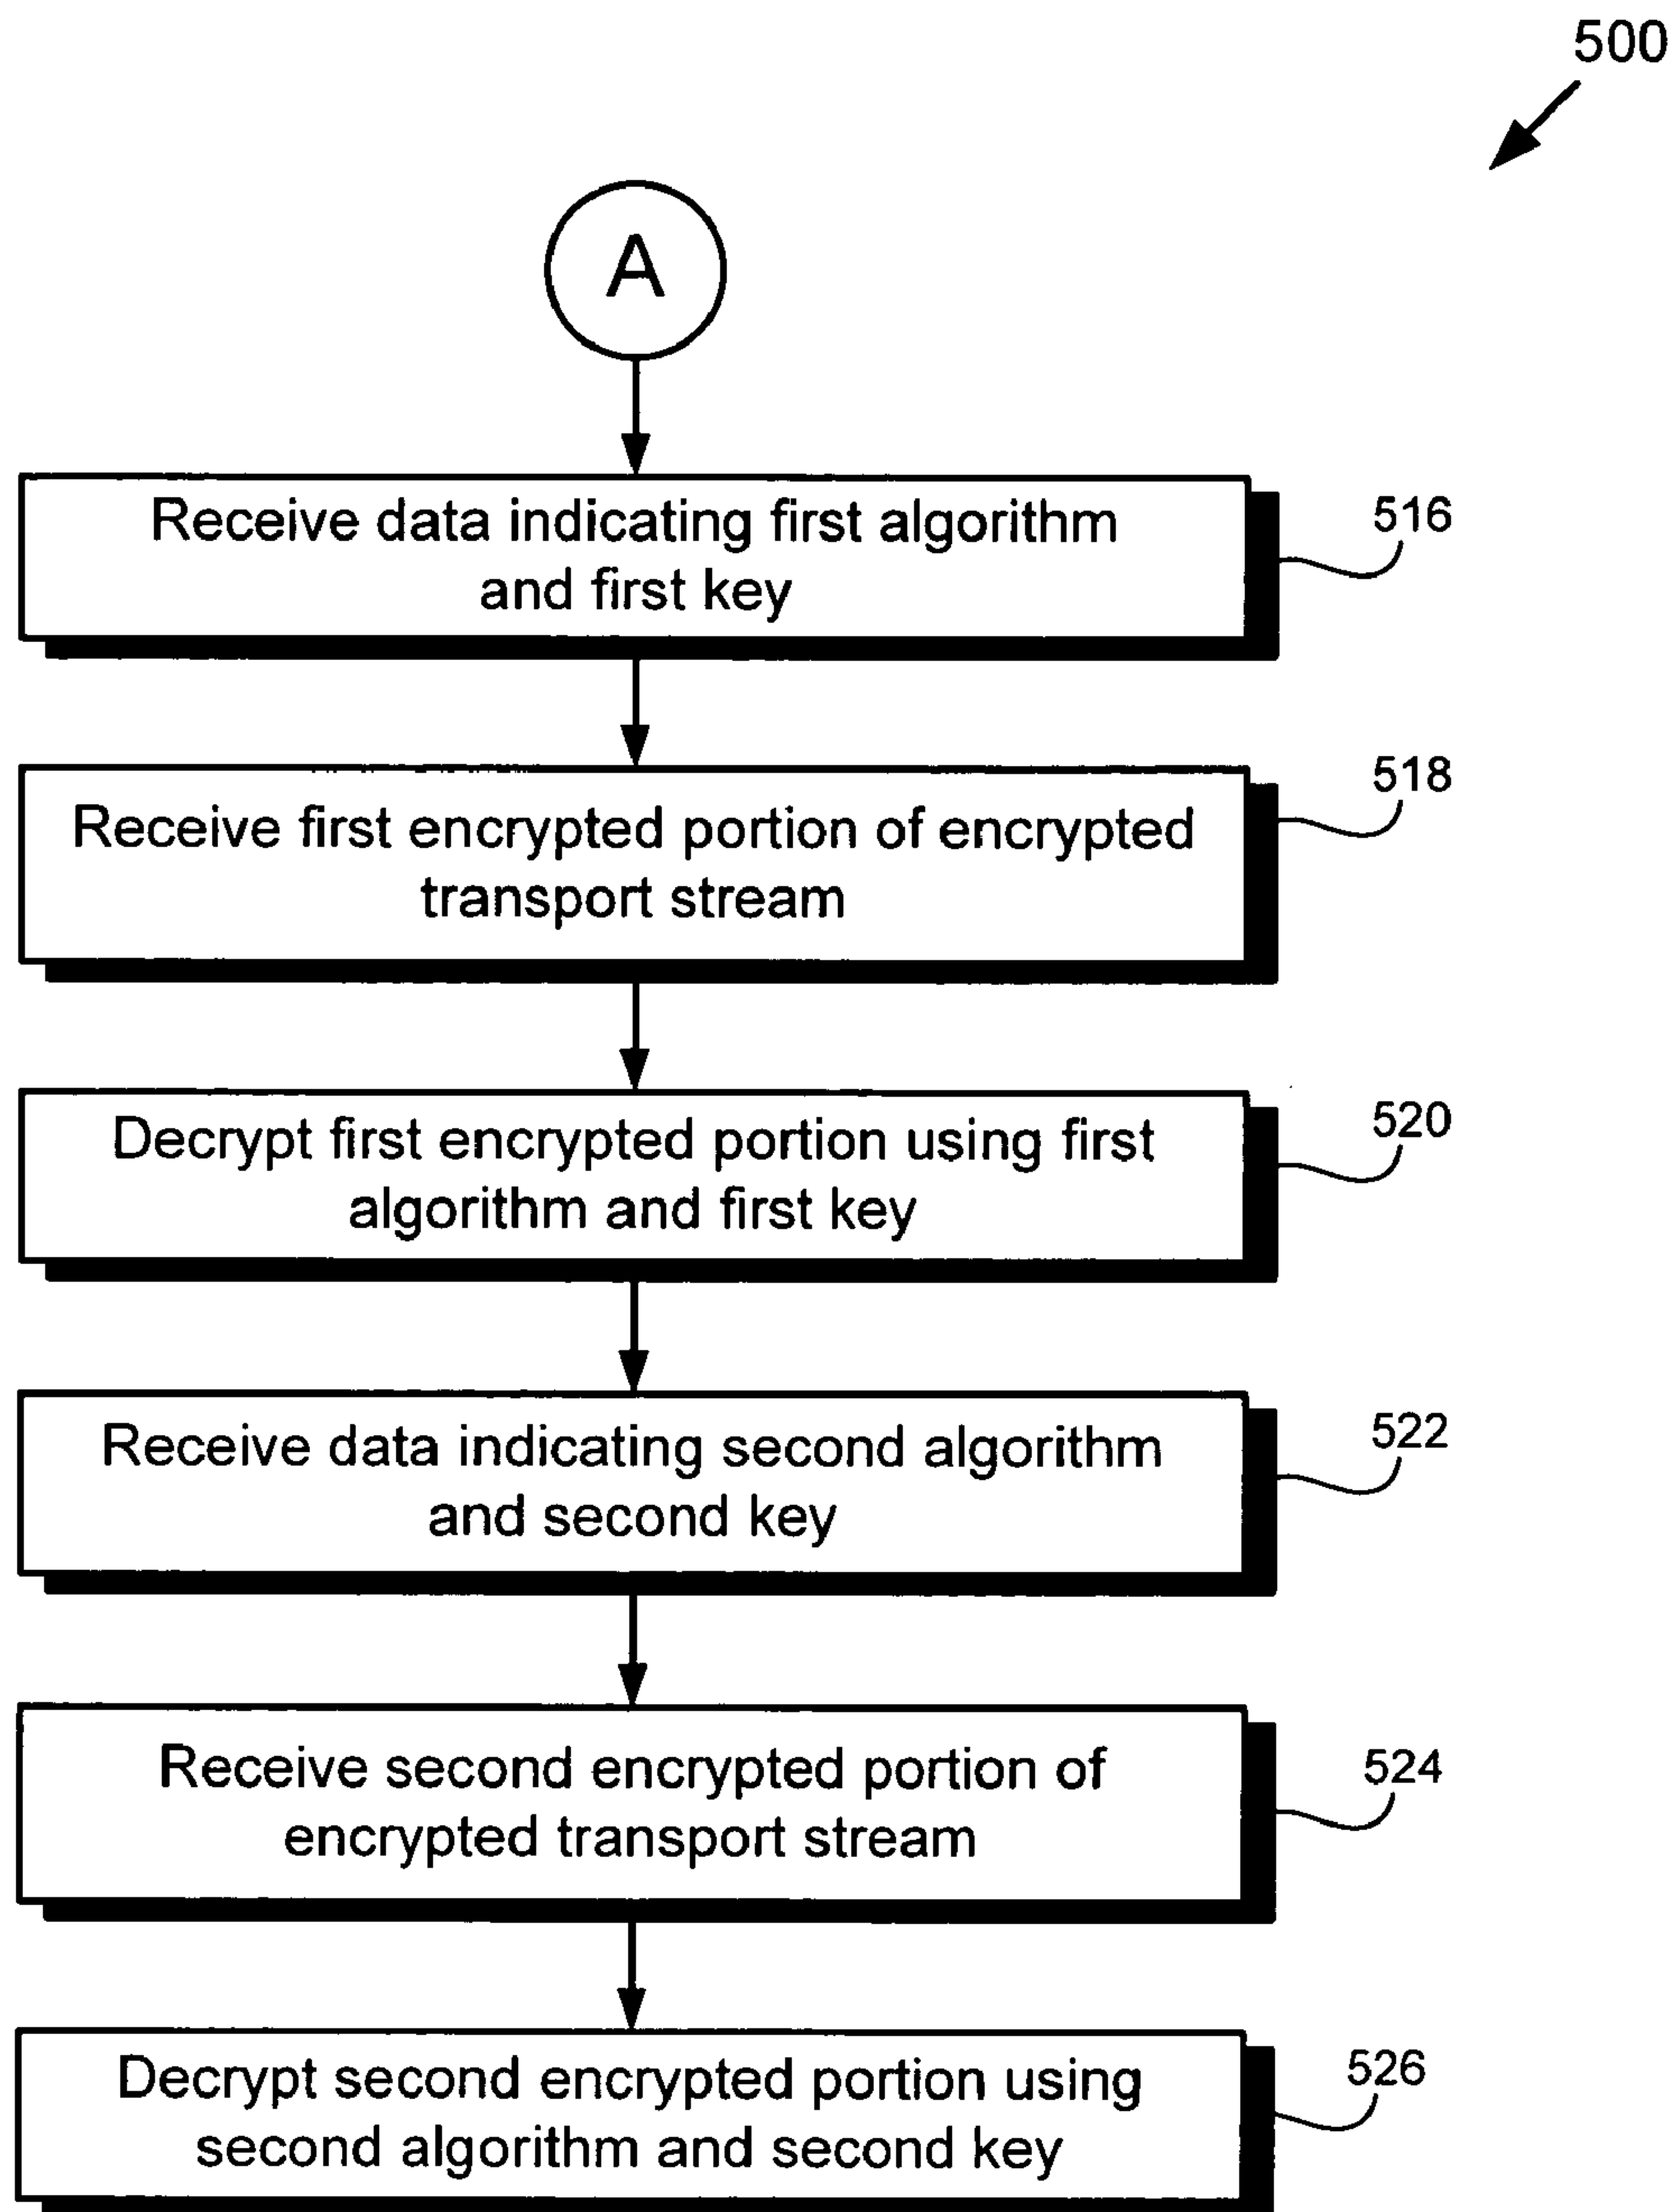 500
A
Receive data indicating first algorithm
and first key
516
Receive first encrypted portion of encrypted
transport stream
518
Decrypt first encrypted portion using first
algorithm and first key
520
Receive data indicating second algorithm
and second key
522
Receive second encrypted portion of
encrypted transport stream
524
Decrypt second encrypted portion using
second algorithm and second key
526